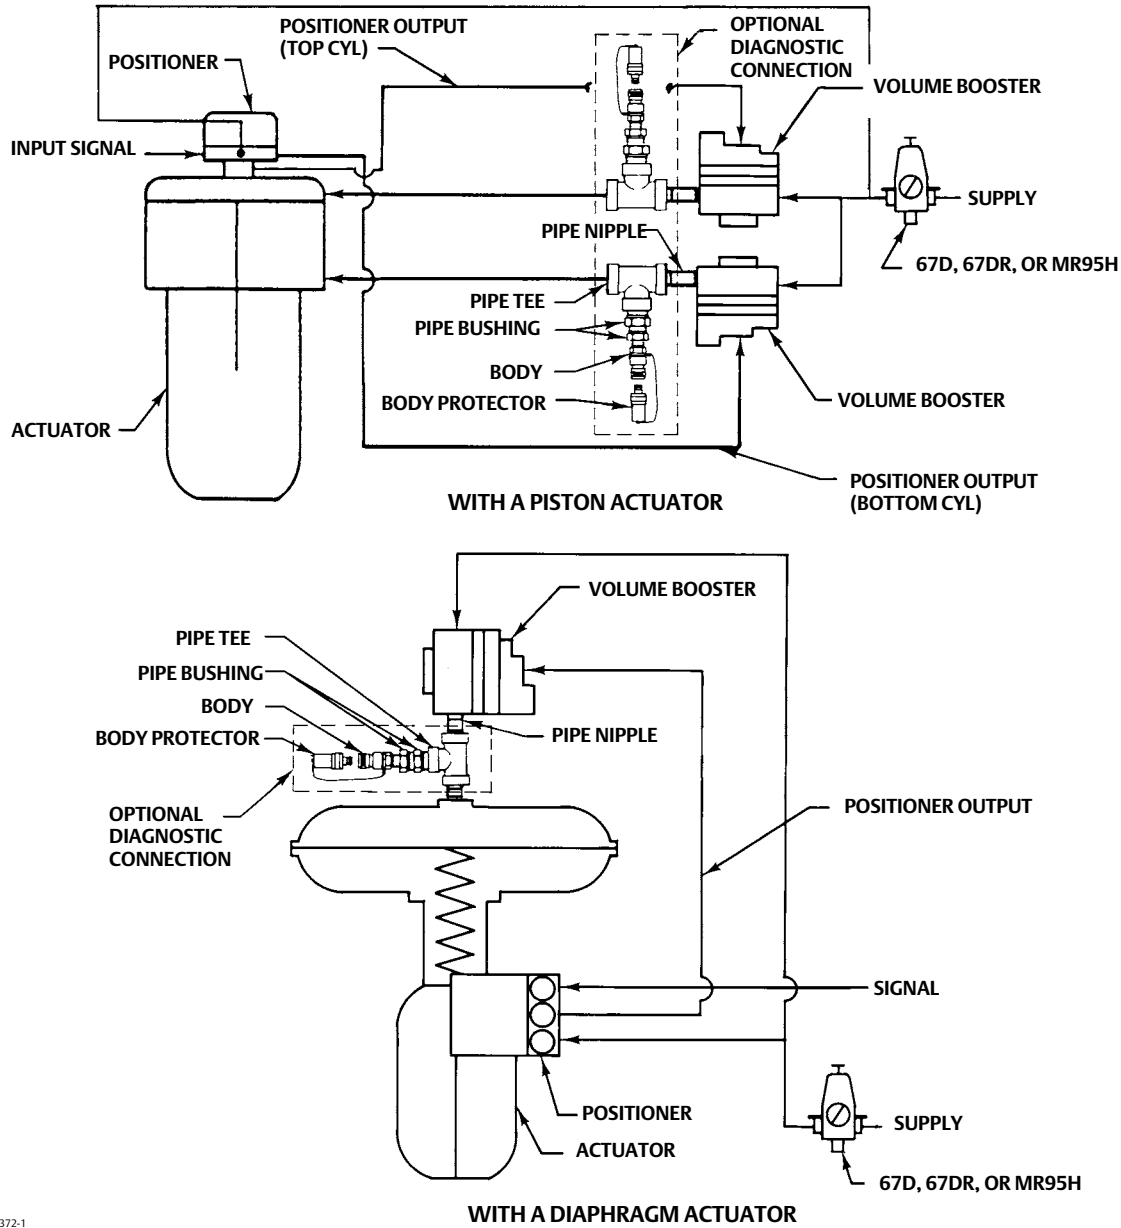 POSITIONER OUTPUT
(TOP CYL)
OPTIONAL
DIAGNOSTIC
CONNECTION
POSITIONER
VOLUME BOOSTER
INPUT SIGNAL
SUPPLY
PIPE NIPPLE
67D, 67DR, OR MR95H
PIPE TEE
PIPE BUSHING
BODY
BODY PROTECTOR
VOLUME BOOSTER
ACTUATOR
POSITIONER OUTPUT
(BOTTOM CYL)
WITH A PISTON ACTUATOR
VOLUME BOOSTER
PIPE TEE
PIPE BUSHING
BODY
BODY PROTECTOR
PIPE NIPPLE
OPTIONAL
DIAGNOSTIC
CONNECTION
POSITIONER OUTPUT
SIGNAL
POSITIONER
SUPPLY
ACTUATOR
67D, 67DR, OR MR95H
WITH A DIAPHRAGM ACTUATOR
372-1